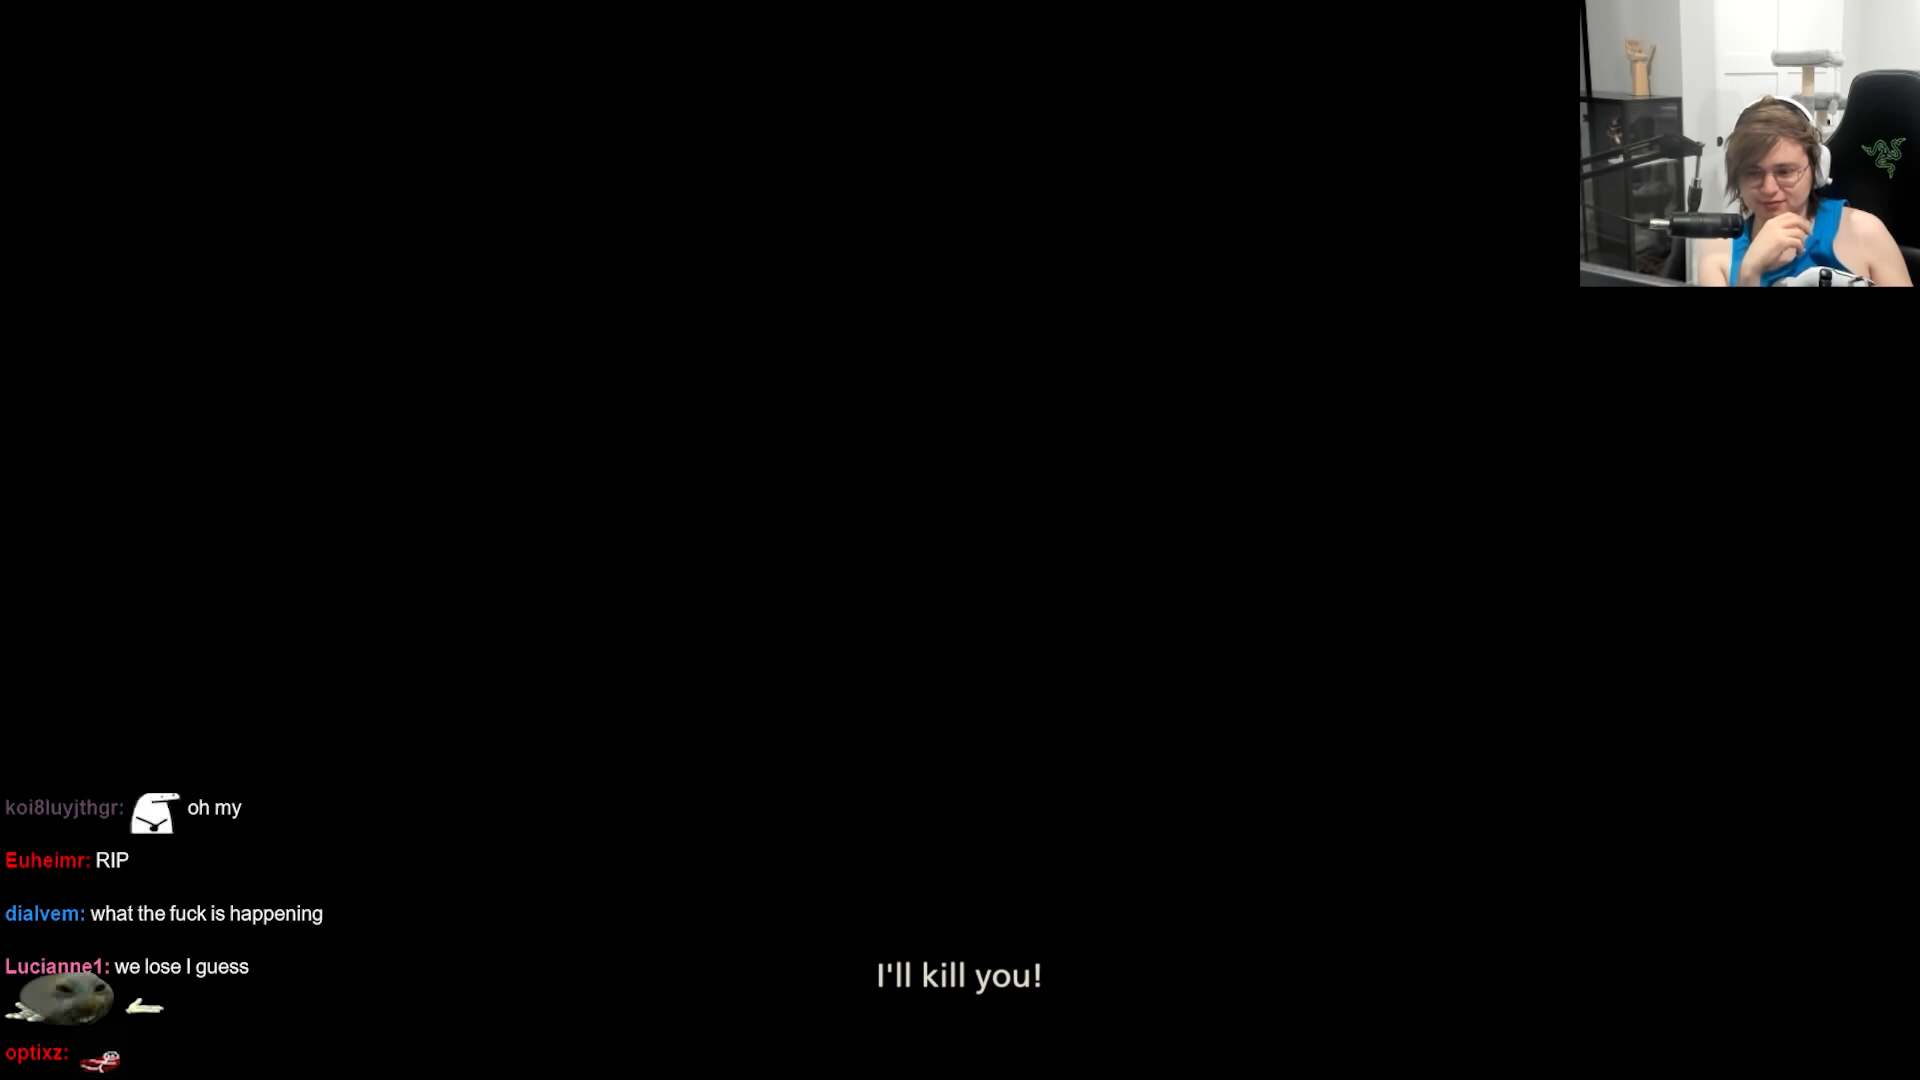 koi8luyjthgr: oh my
Euheimr: RIP
dialvem: what the fuck is happening
Lucianne1: we lose I guess
I'll kill you!
optixz: